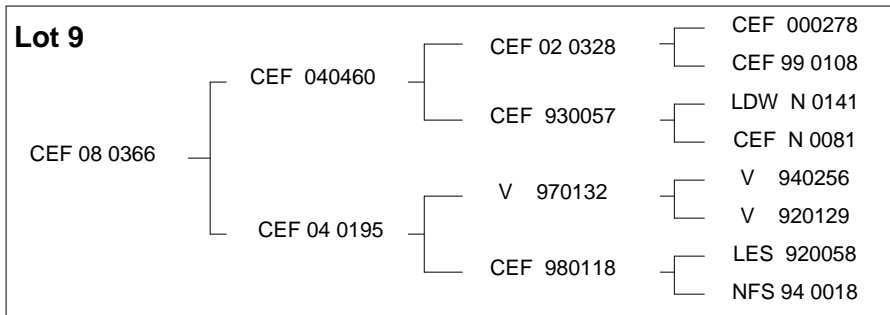 Lot 9
CEF 000278
CEF 02 0328
CEF 99 0108
CEF 040460
LDW N 0141
CEF 930057
CEF N 0081
CEF 08 0366
V 940256
V 970132
V 920129
CEF 04 0195
LES 920058
CEF 980118
NFS 94 0018